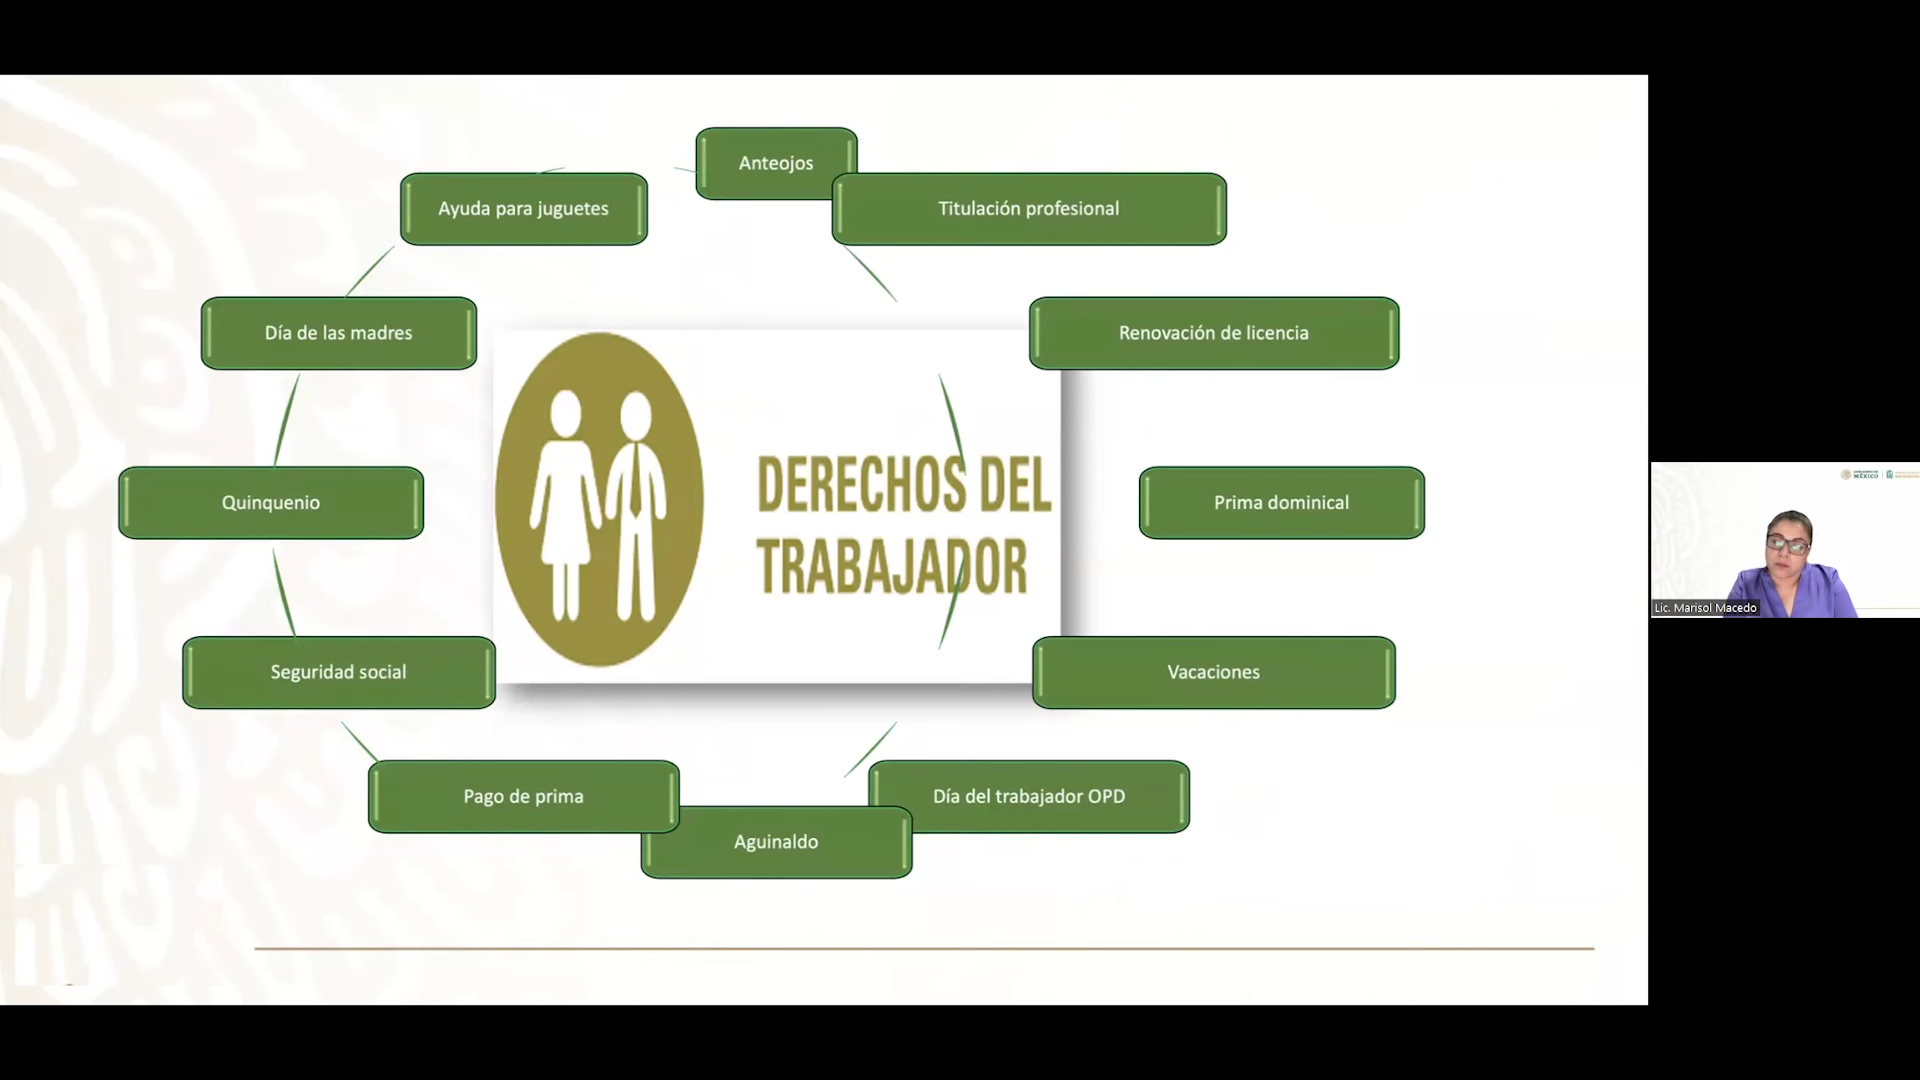 Anteojos
Titulación profesional
Renovación de licencia
Prima dominical
Vacaciones
Día del trabajador OPD
Aguinaldo
Pago de prima
Seguridad social
Quinquenio
Día de las madres
Ayuda para juguetes
DERECHOS DEL
TRABAJADOR
MÉXICO
Lic. Marisol Macedo